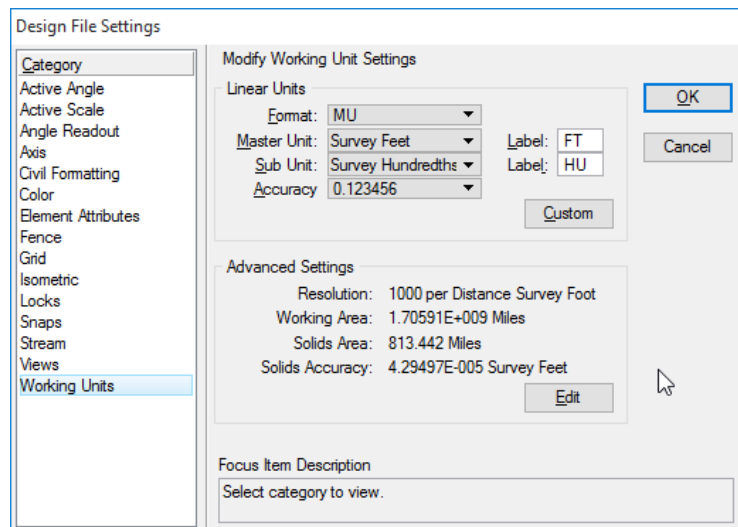 Design File Settings
Category
Active Angle
Active Scale
Angle Readout
Axis
Civil Formatting
Color
Element Attributes
Fence
Grid
Isometric
Locks
Snaps
Stream
Views
Working Units
Modify Working Unit Settings
Linear Units
Format: MU
Master Unit: Survey Feet Label: FT
Sub Unit: Survey Hundredths Label: HU
Accuracy 0.123456
Custom
Advanced Settings
Resolution: 1000 per Distance Survey Foot
Working Area: 1.70591E+009 Miles
Solids Area: 813.442 Miles
Solids Accuracy: 4.29497E-005 Survey Feet
Edit
Focus Item Description
Select category to view.
OK
Cancel